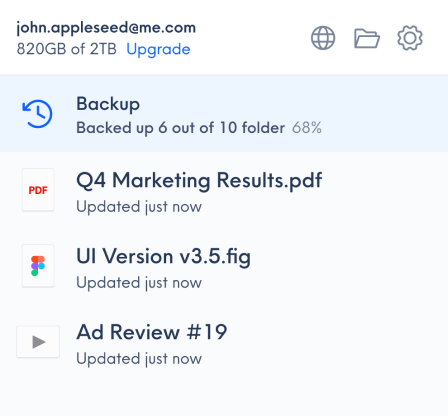 john.appleseed@me.com
820GB of 2TB Upgrade
Backup
Backed up 6 out of 10 folder 68%
PDF
Q4 Marketing Results.pdf
Updated just now
UI Version v3.5.fig
Updated just now
Ad Review #19
Updated just now